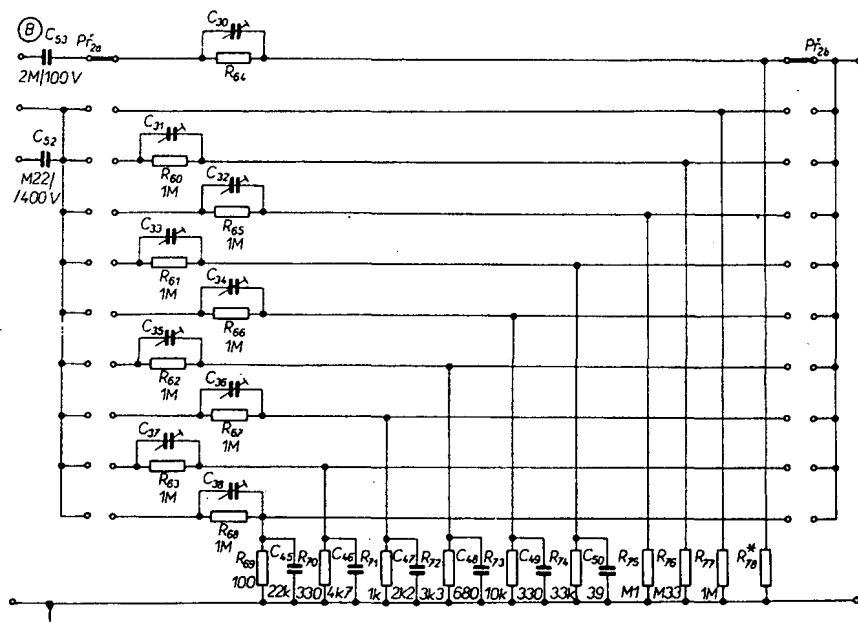 B C53 Př2a C30 Př2b
2M/100V R64
C52 C31
M22/ R60 C32
/400V 1M
C33 R65
1M
R61 C34
1M
C35 R66
1M
R62 C36
1M
C37 R67
1M
R63 C38
1M
R68
1M
R69 C45 R70 C46 R71 C47 R72 C48 R73 C49 R74 C50 R75 R76 R77 R78*
100 22k 330 4k7 1k 2k2 3k3 680 10k 330 33k 39 M1 M33 1M